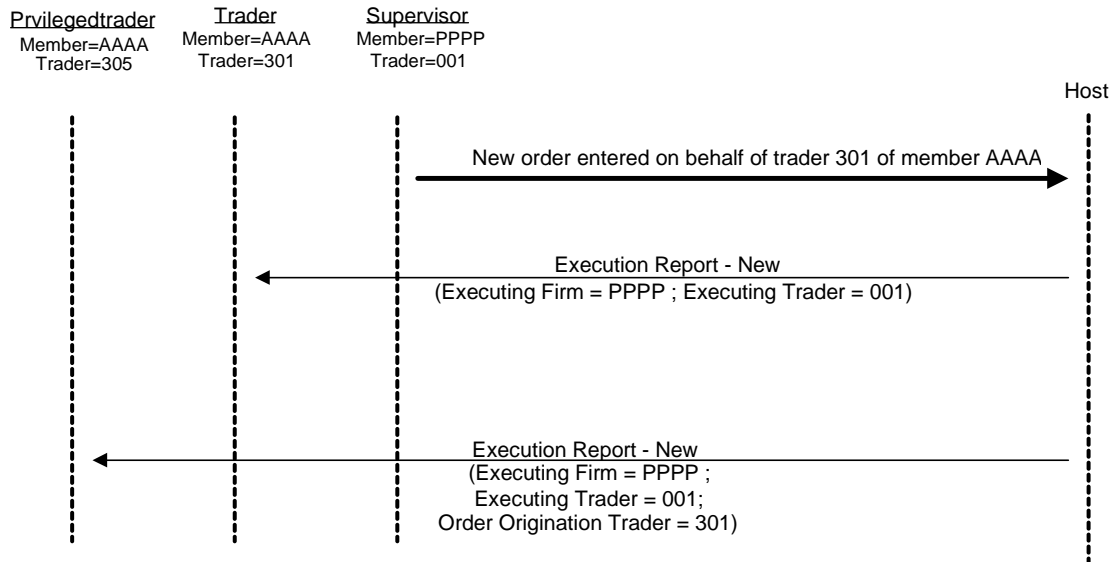 Prvilegedtrader
Member=AAAA
Trader=305
Trader
Member=AAAA
Trader=301
Supervisor
Member=PPPP
Trader=001
Host
New order entered on behalf of trader 301 of member AAAA
Execution Report - New
(Executing Firm = PPPP ; Executing Trader = 001)
Execution Report - New
(Executing Firm = PPPP ;
Executing Trader = 001;
Order Origination Trader = 301)